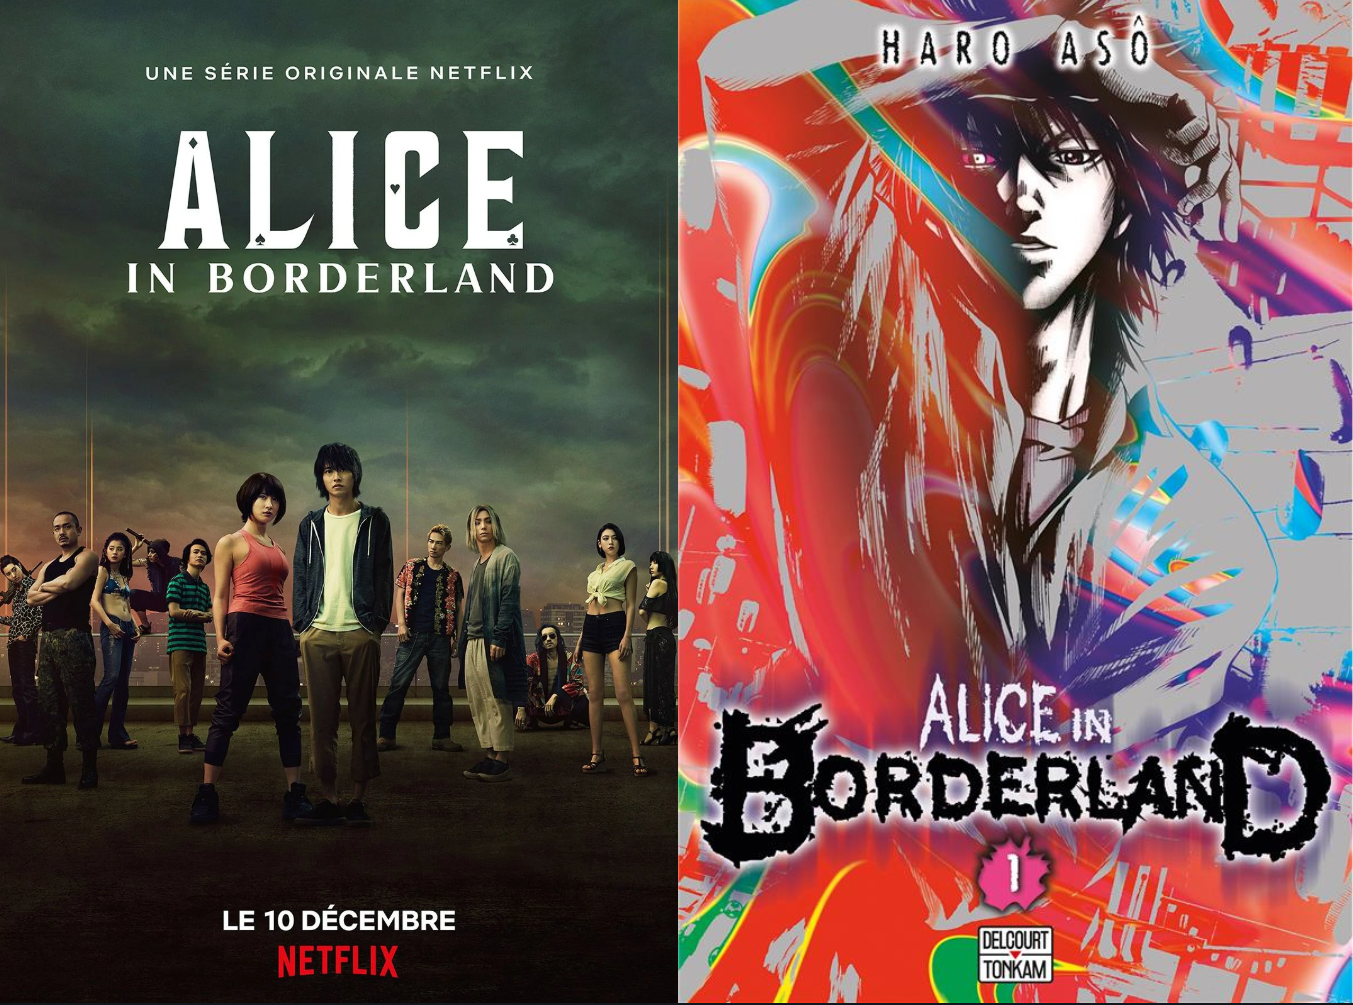 UNE SÉRIE ORIGINALE NETFLIX
ALICE
IN BORDERLAND
LE 10 DÉCEMBRE
NETFLIX
HARO ASÔ
ALICE IN
BORDERLAND
1
DELCOURT
TONKAM